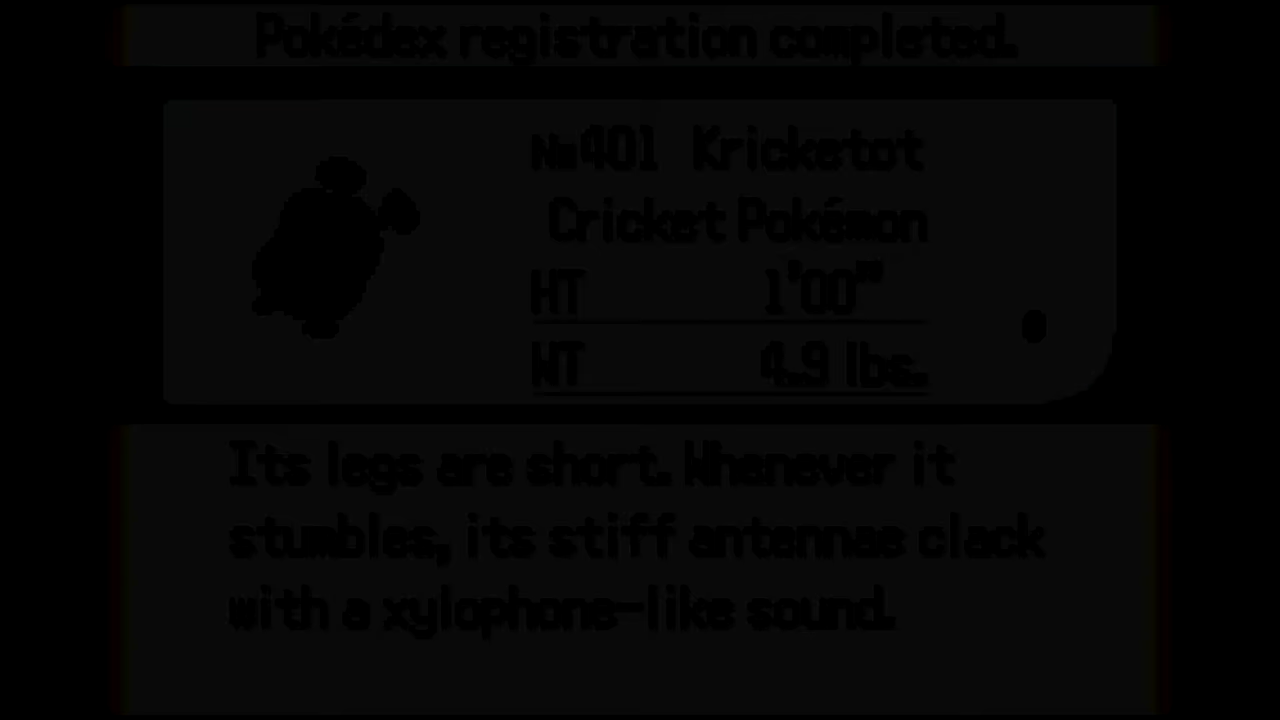 Pokédex registration completed.
№401 Kricketot
Cricket Pokémon
HT 1'00"
WT 4.9 lbs.
Its legs are short. Whenever it
stumbles, its stiff antennae clack
with a xylophone-like sound.